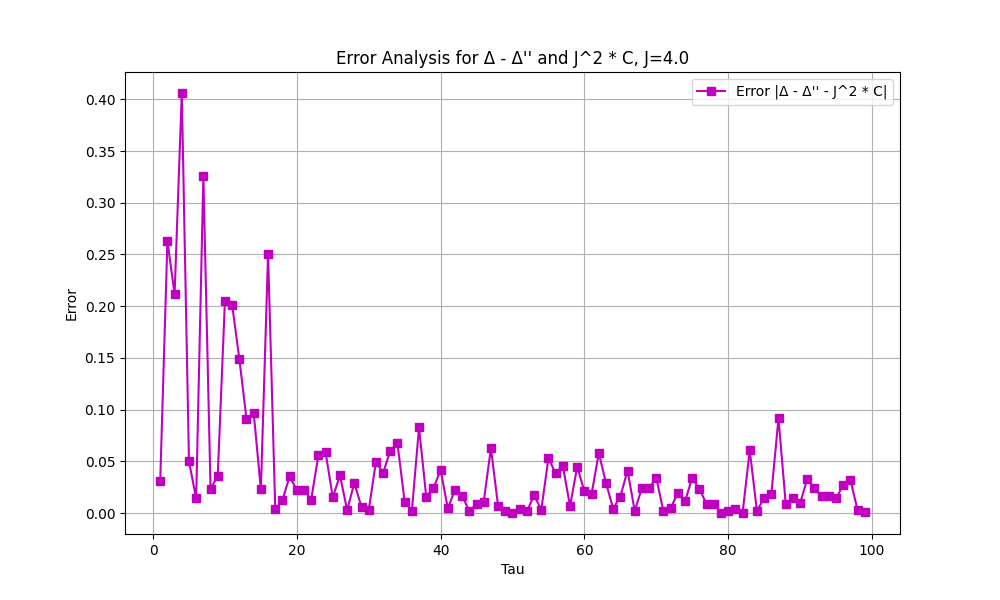 Error Analysis for Δ - Δ'' and J^2 * C, J=4.0
Error |Δ - Δ'' - J^2 * C|
0.40
0.35
0.30
0.25
0.20
0.15
0.10
0.05
0.00
Error
0 20 40 60 80 100
Tau